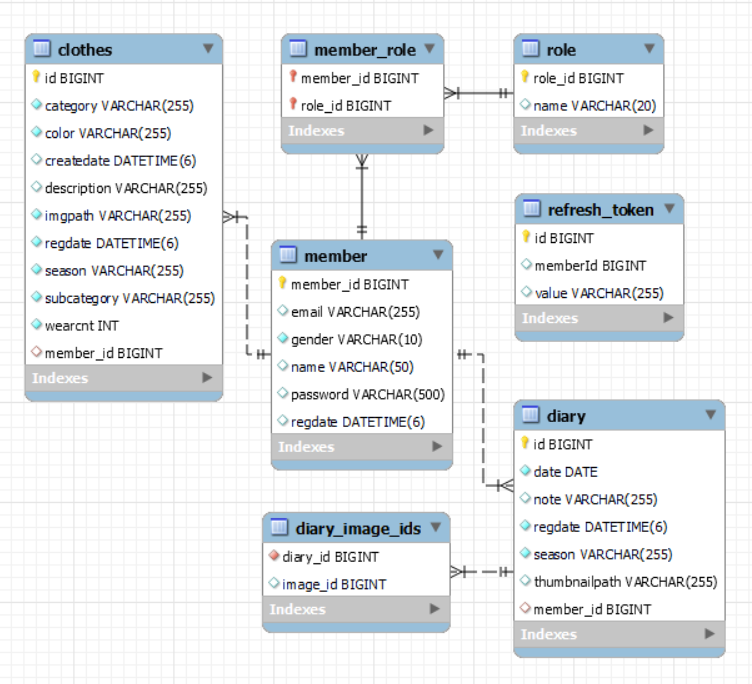 clothes
id BIGINT
category VARCHAR(255)
color VARCHAR(255)
createdate DATETIME(6)
description VARCHAR(255)
imgpath VARCHAR(255)
regdate DATETIME(6)
season VARCHAR(255)
subcategory VARCHAR(255)
wearcnt INT
member_id BIGINT
Indexes
member_role
member_id BIGINT
role_id BIGINT
Indexes
role
role_id BIGINT
name VARCHAR(20)
Indexes
refresh_token
id BIGINT
memberId BIGINT
value VARCHAR(255)
Indexes
member
member_id BIGINT
email VARCHAR(255)
gender VARCHAR(10)
name VARCHAR(50)
password VARCHAR(500)
regdate DATETIME(6)
Indexes
diary
id BIGINT
date DATE
note VARCHAR(255)
regdate DATETIME(6)
season VARCHAR(255)
thumbnailpath VARCHAR(255)
member_id BIGINT
Indexes
diary_image_ids
diary_id BIGINT
image_id BIGINT
Indexes